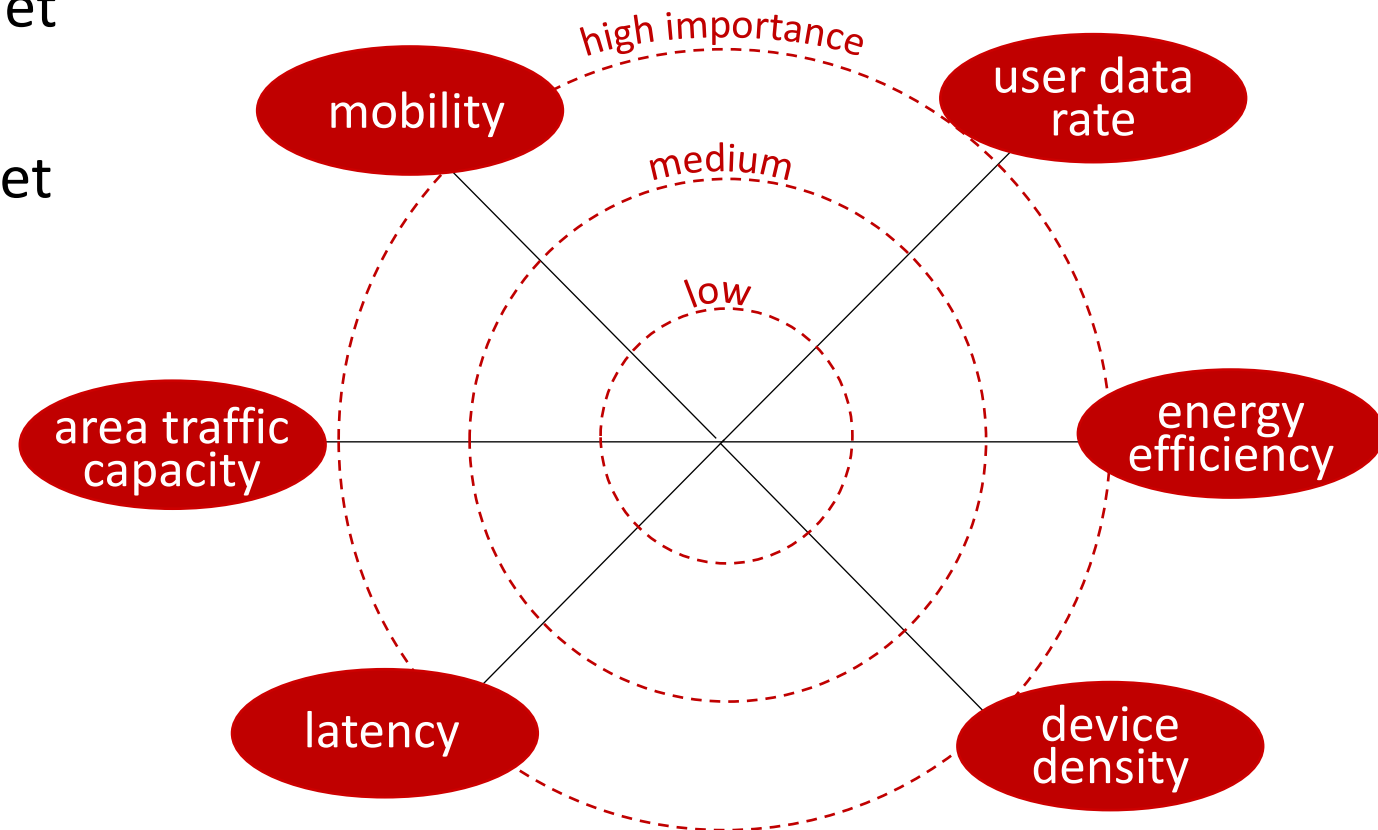 et
high importance
mobility
user data
rate
medium
et
low
area traffic
capacity
energy
efficiency
latency
device
density